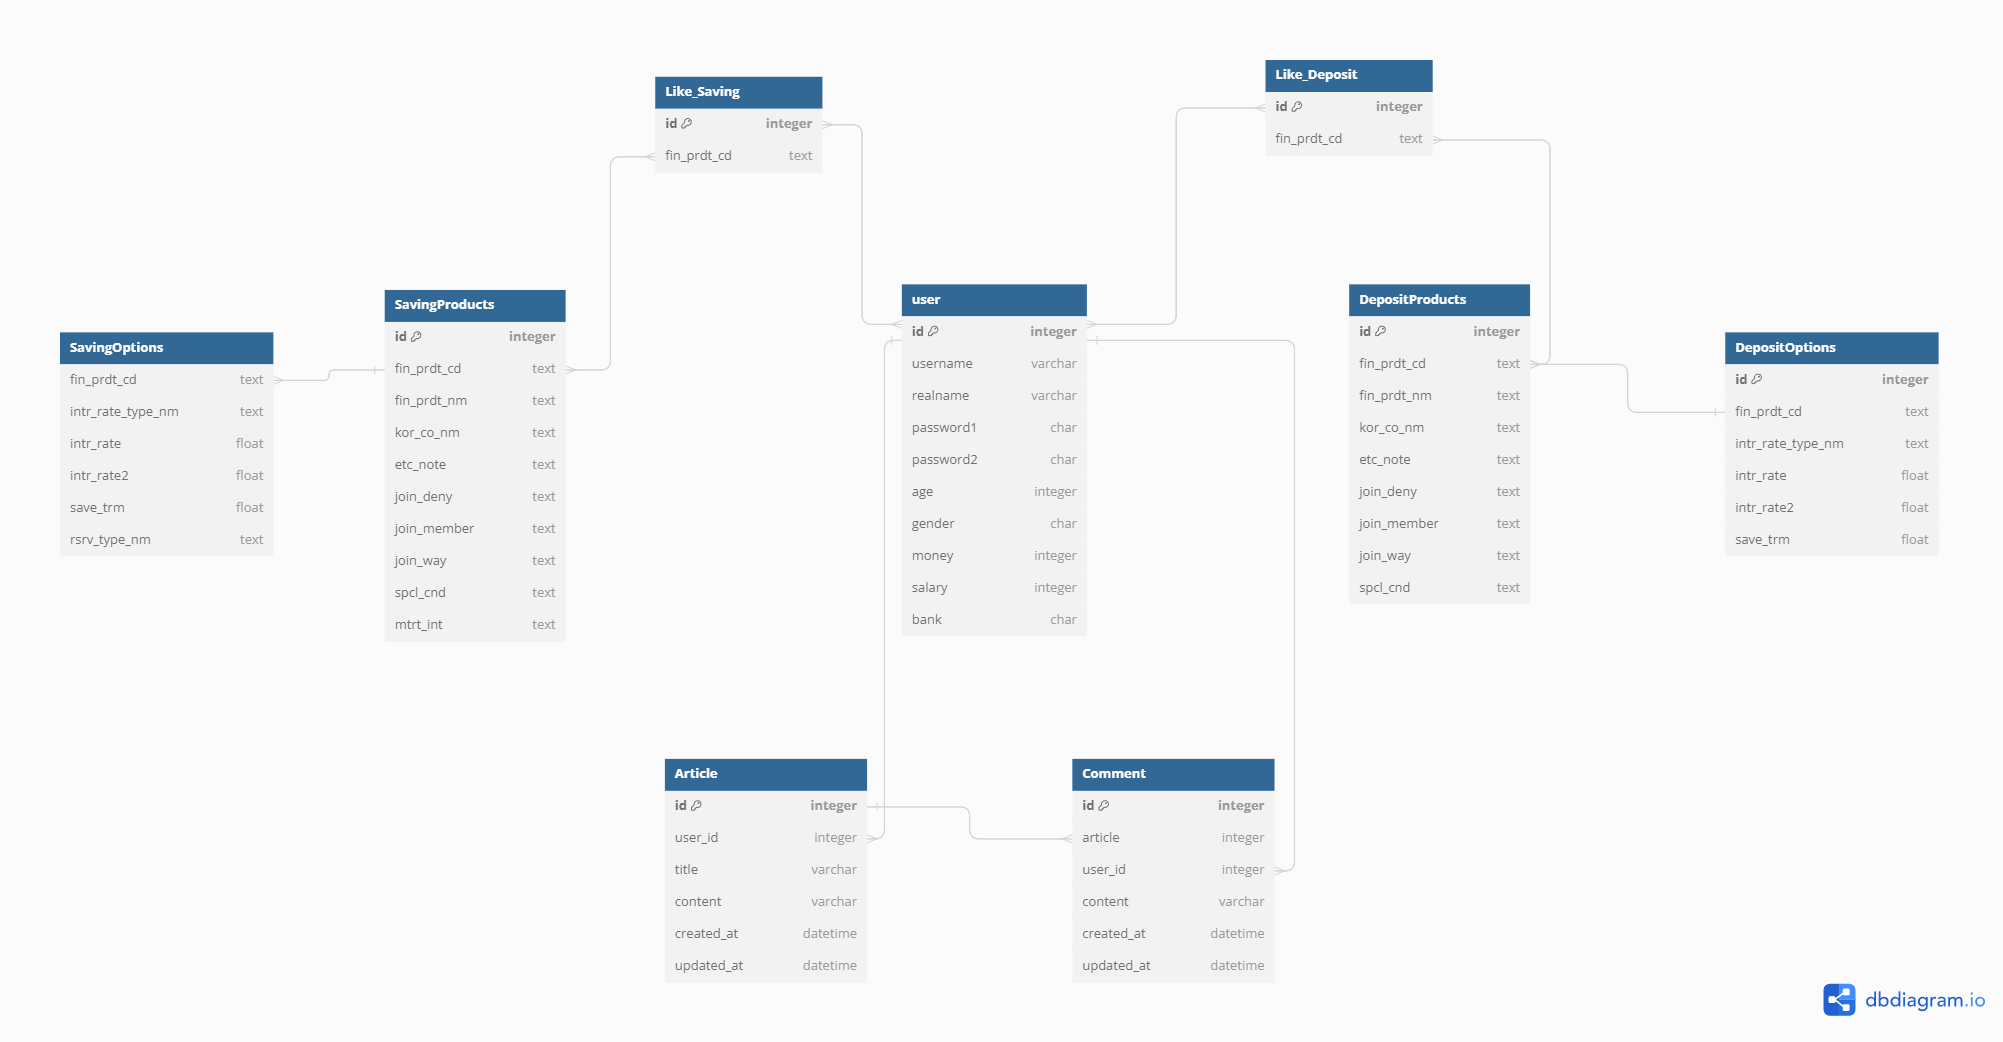 Like_Saving
id integer
fin_prdt_cd text
Like_Deposit
id integer
fin_prdt_cd text
SavingOptions
fin_prdt_cd text
intr_rate_type_nm text
intr_rate float
intr_rate2 float
save_trm float
rsrv_type_nm text
SavingProducts
id integer
fin_prdt_cd text
fin_prdt_nm text
kor_co_nm text
etc_note text
join_deny text
join_member text
join_way text
spcl_cnd text
mtrt_int text
user
id integer
username varchar
realname varchar
password1 char
password2 char
age integer
gender char
money integer
salary integer
bank char
DepositProducts
id integer
fin_prdt_cd text
fin_prdt_nm text
kor_co_nm text
etc_note text
join_deny text
join_member text
join_way text
spcl_cnd text
DepositOptions
id integer
fin_prdt_cd text
intr_rate_type_nm text
intr_rate float
intr_rate2 float
save_trm float
Article
id integer
user_id integer
title varchar
content varchar
created_at datetime
updated_at datetime
Comment
id integer
article integer
user_id integer
content varchar
created_at datetime
updated_at datetime
dbdiagram.io